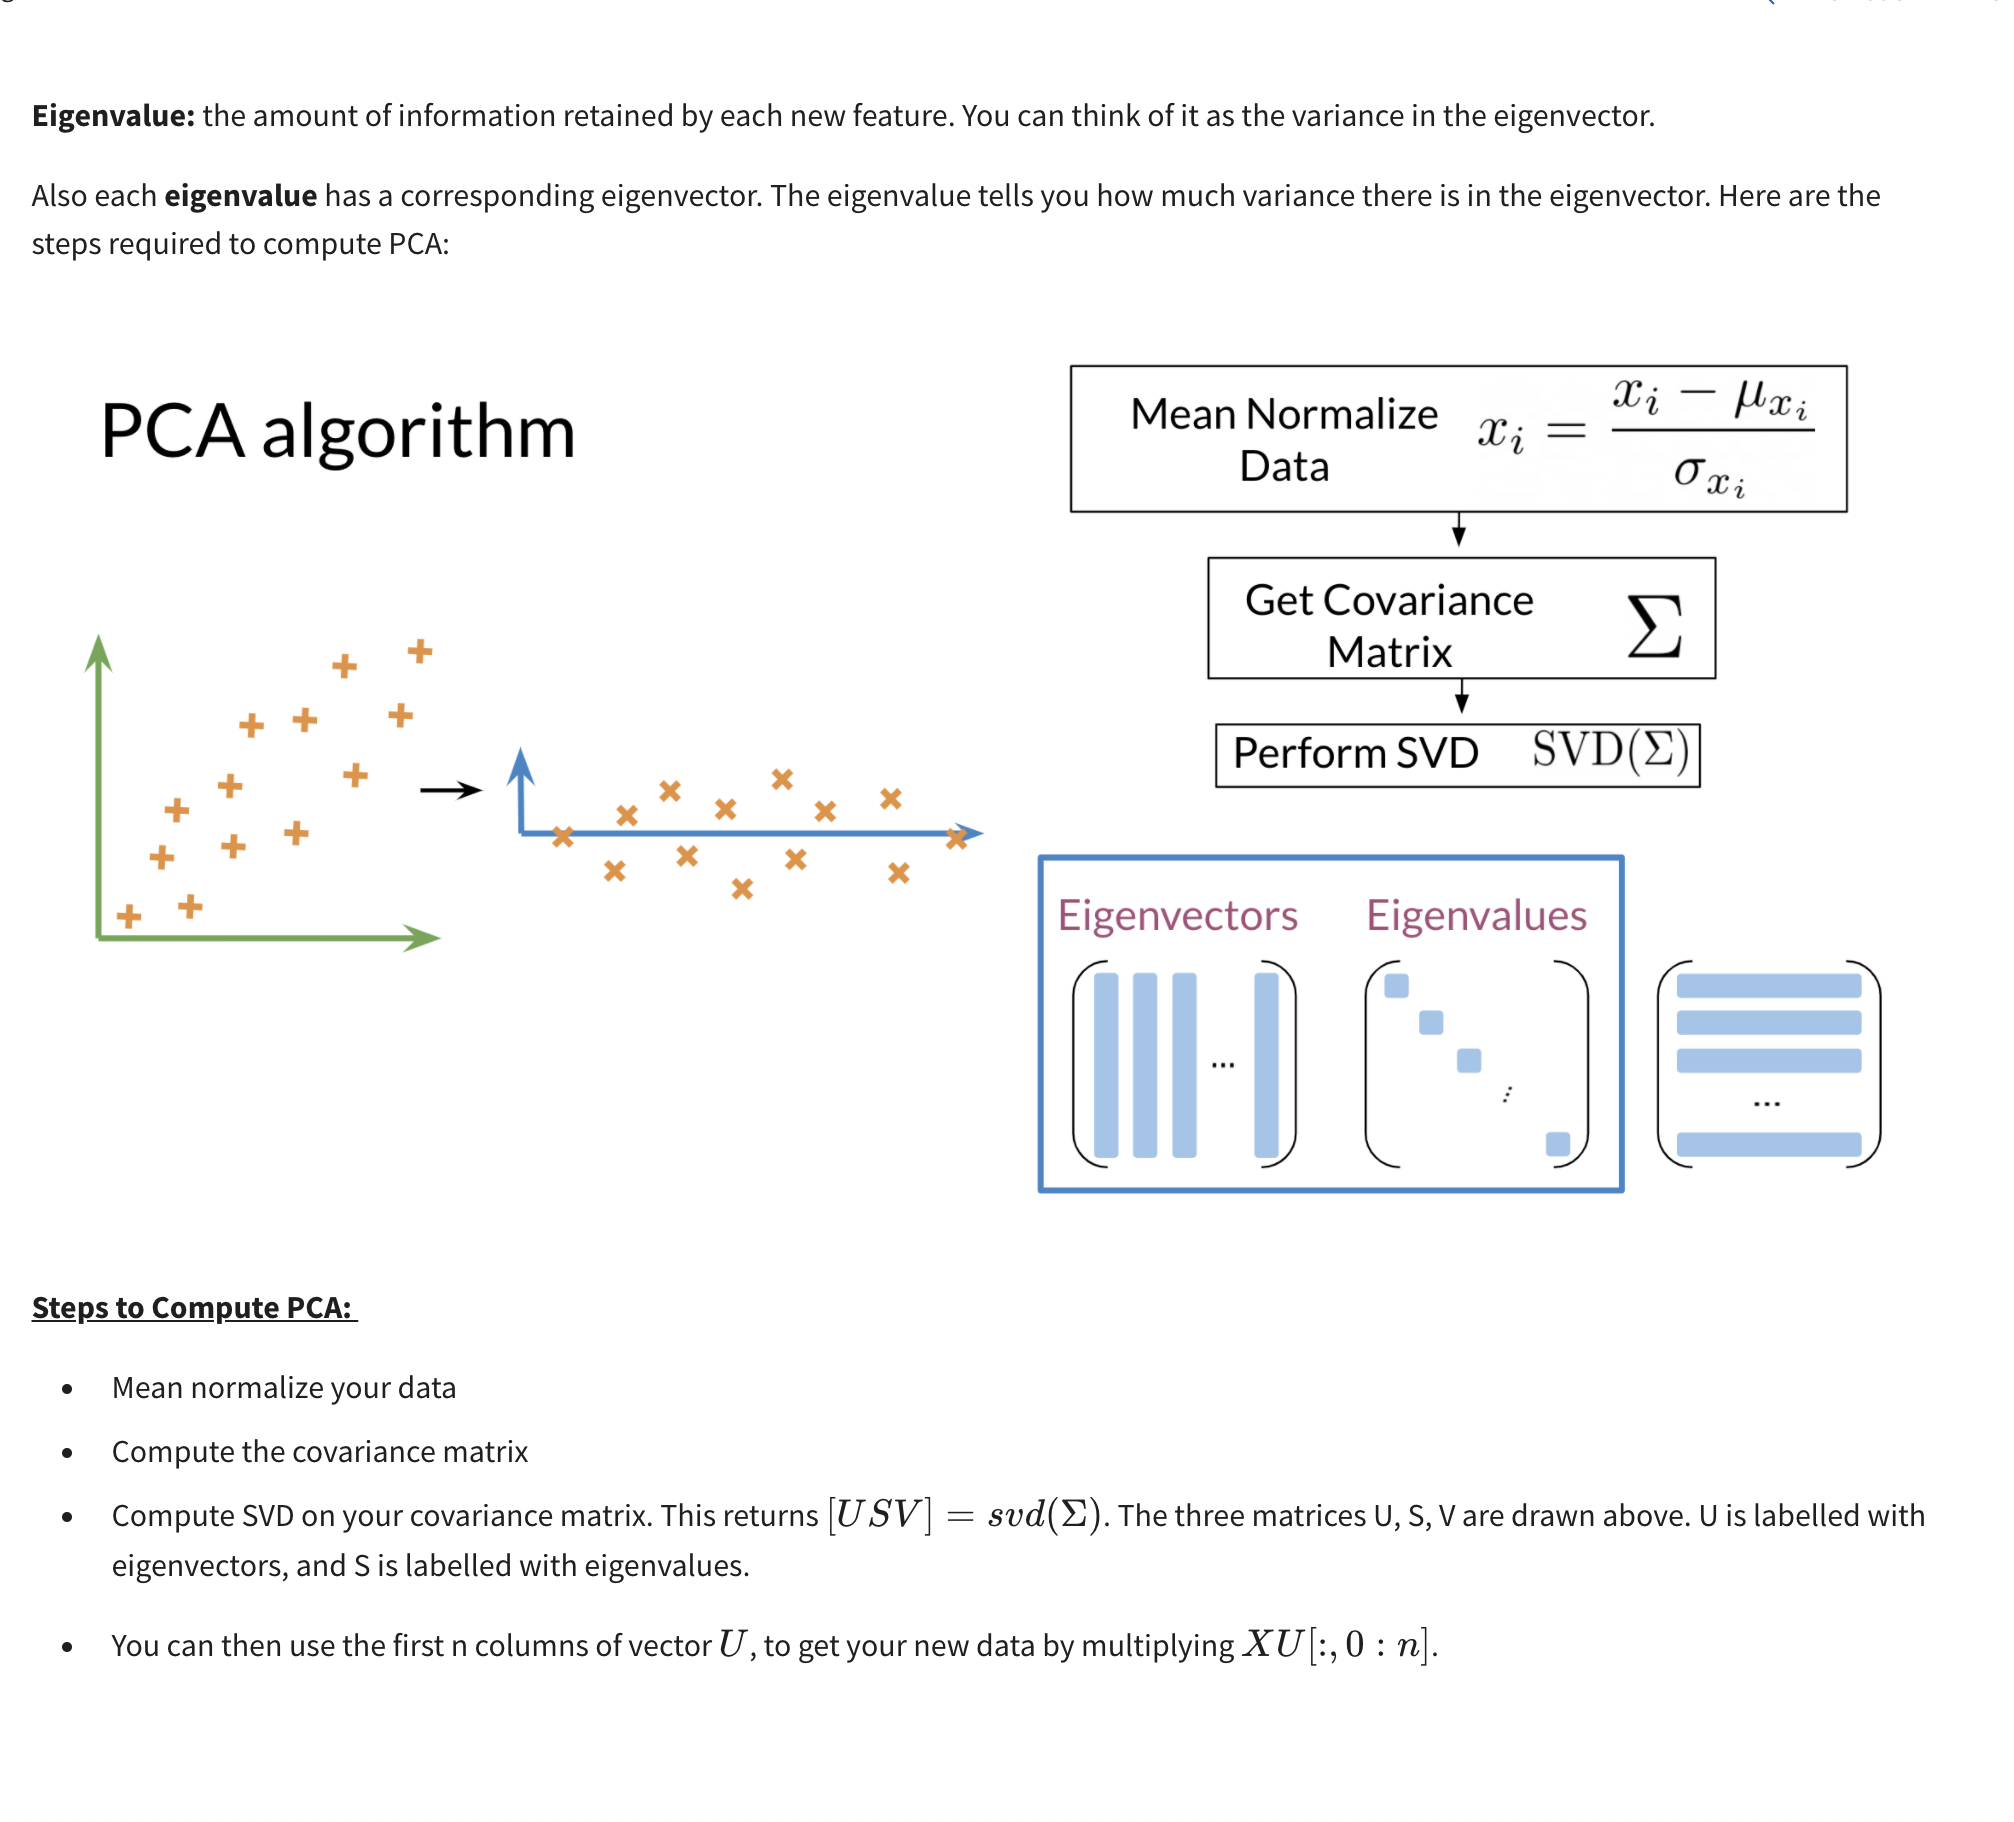 Eigenvalue: the amount of information retained by each new feature. You can think of it as the variance in the eigenvector.
Also each eigenvalue has a corresponding eigenvector. The eigenvalue tells you how much variance there is in the eigenvector. Here are the
steps required to compute PCA:
PCA algorithm
Mean Normalize
Data
x_i = \frac{x_i - μ_{x_i}}{σ_{x_i}}
Get Covariance
Matrix
Σ
Perform SVD SVD(Σ)
Eigenvectors Eigenvalues
... ... ...
Steps to Compute PCA:
• Mean normalize your data
• Compute the covariance matrix
• Compute SVD on your covariance matrix. This returns [USV] = svd(Σ). The three matrices U, S, V are drawn above. U is labelled with
eigenvectors, and S is labelled with eigenvalues.
• You can then use the first n columns of vector U, to get your new data by multiplying XU[:, 0 : n].